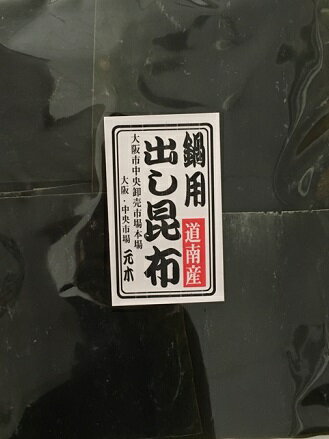 鍋用
道南産
出し昆布
大阪市中央卸売市場本場
大阪・中央市場
元木